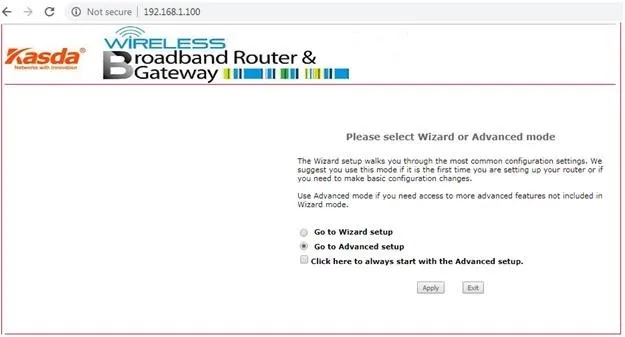 Not secure | 192.168.1.100
Kasda
Networks with Innovation
WIRELESS
Broadband Router &
Gateway
Please select Wizard or Advanced mode
The Wizard setup walks you through the most common configuration settings. We
suggest you use this mode if it is the first time you are setting up your router or if
you need to make basic configuration changes.
Use Advanced mode if you need access to more advanced features not included in
Wizard mode.
Go to Wizard setup
Go to Advanced setup
Click here to always start with the Advanced setup.
Apply Exit